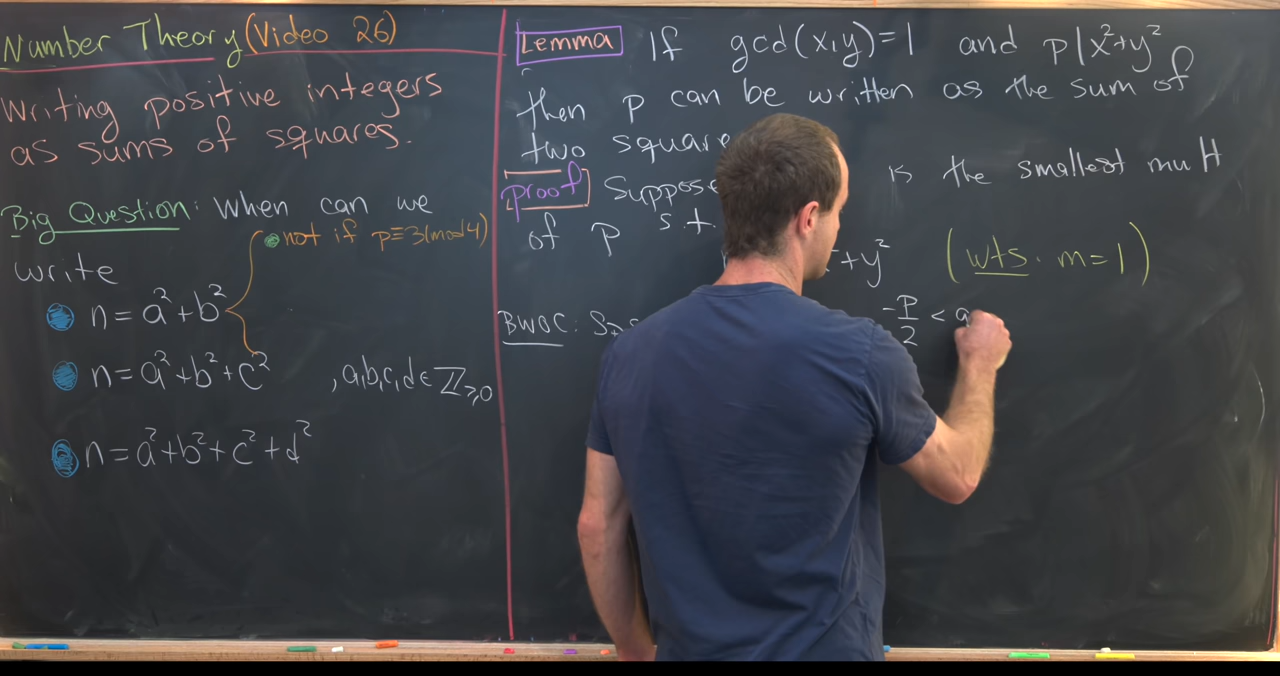 Number Theory (Video 26)
Writing positive integers
as sums of squares.
Big Question: When can we
write
not if p≡3(mod 4)
n=a²+b²
n=a²+b²+c² , a,b,c,d∈ℤ≥0
n=a²+b²+c²+d²
Lemma If gcd(x,y)=1 and p|x²+y²
then p can be written as the sum of
two square
proof Suppose is the smallest mult
of p s.t.
+y² (wts. m=1)
BWOC: -p/2 < a